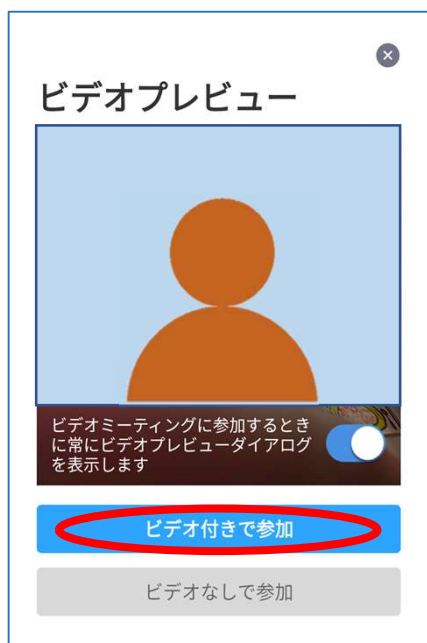 ビデオプレビュー
ビデオミーティングに参加するとき
に常にビデオプレビューダイアログ
を表示します
ビデオ付きで参加
ビデオなしで参加